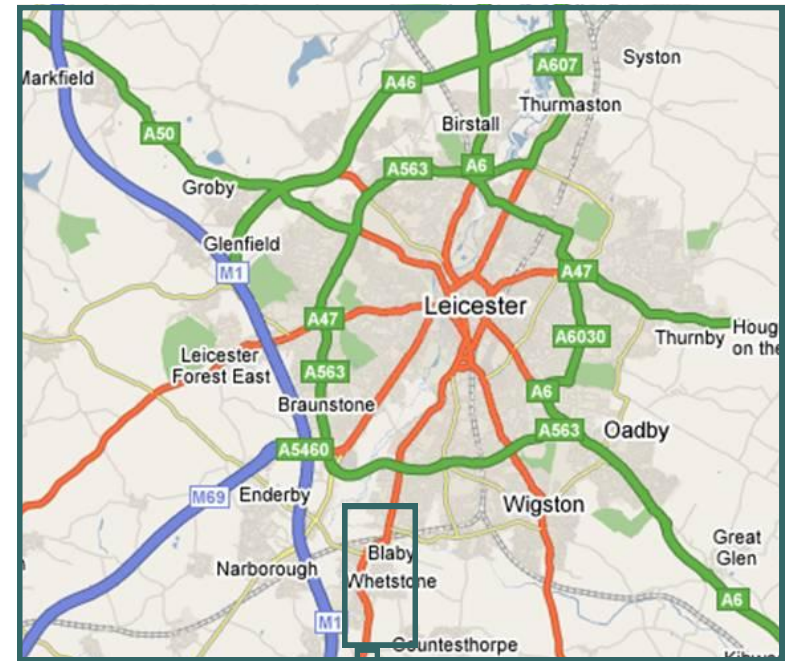 Syston
A607
Markfield
A46
Thurmaston
Birstall
A50
A563
A6
Groby
Glenfield
M1
A47
Leicester
A47
A6030
Houg
on the
Thurnby
Leicester
Forest East
A563
A6
Braunstone
A563
Oadby
A5460
M69
Enderby
Wigston
Great
Glen
Blaby
Narborough
Whetstone
A6
M1
Countesthorpe